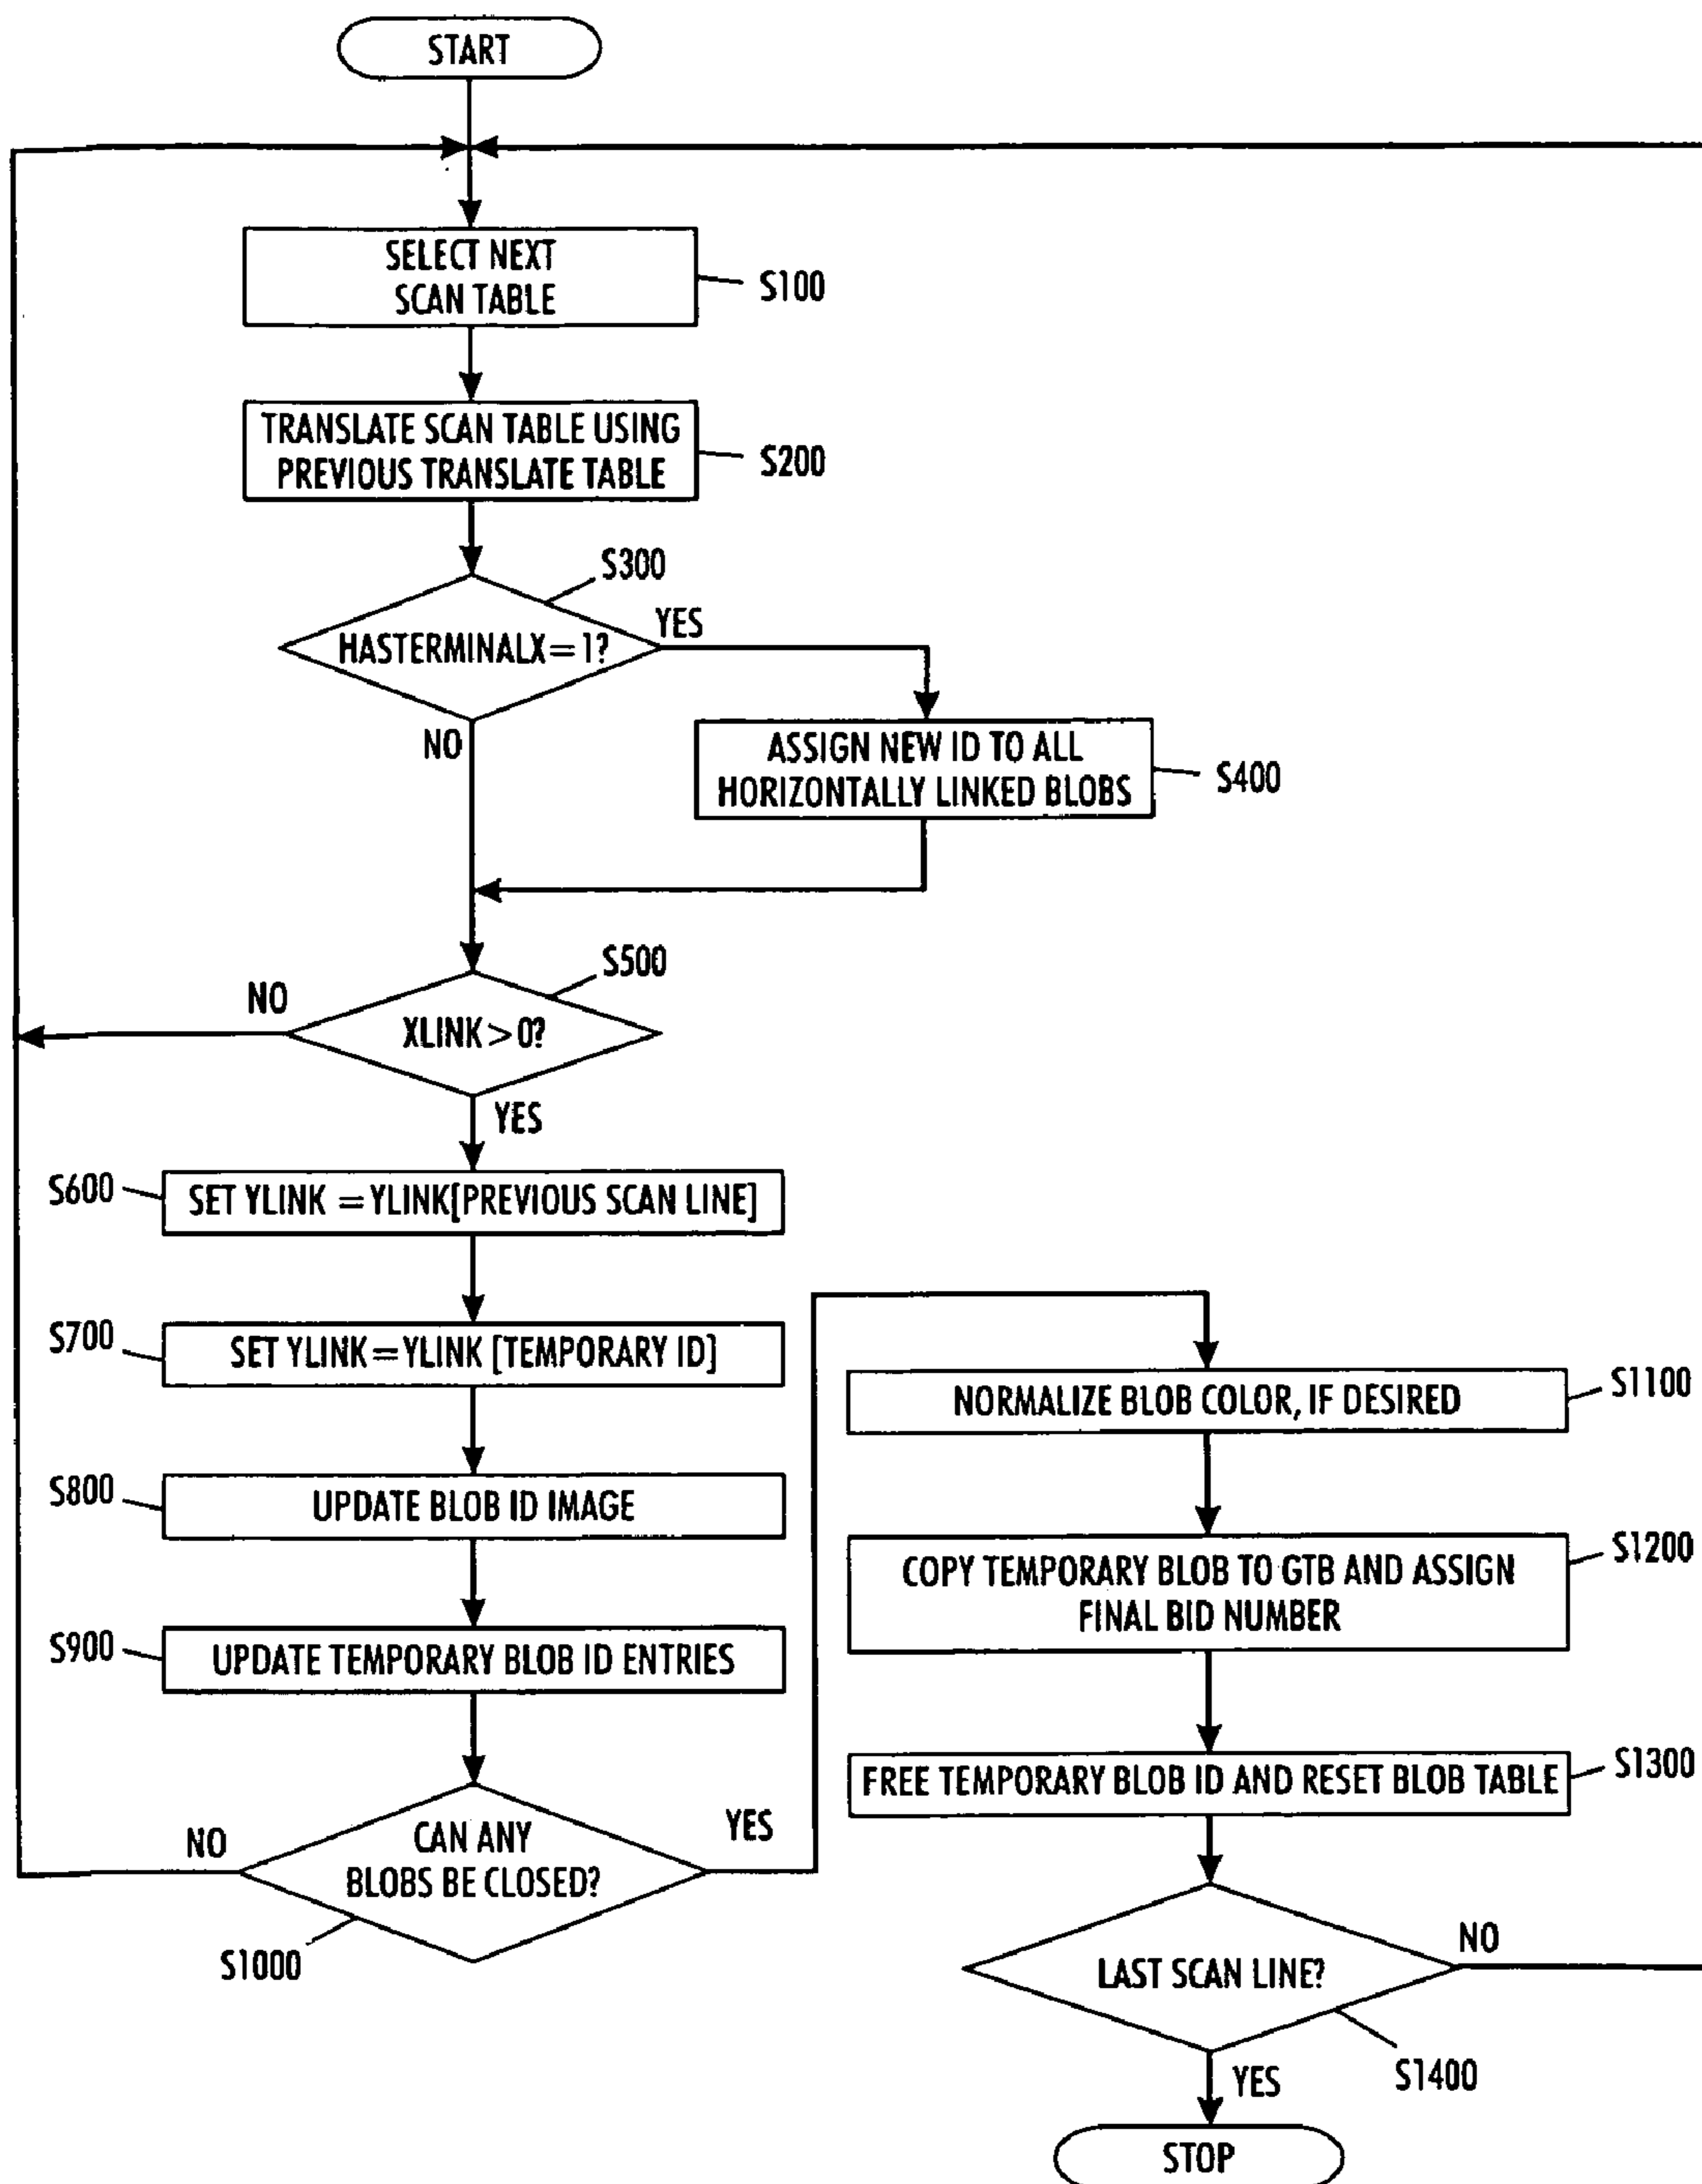 START
SELECT NEXT
SCAN TABLE
S100
TRANSLATE SCAN TABLE USING
PREVIOUS TRANSLATE TABLE
S200
S300
HASTERMINALX=1?
YES
NO
ASSIGN NEW ID TO ALL
HORIZONTALLY LINKED BLOBS
S400
S500
NO
XLINK>0?
YES
S600
SET YLINK =YLINK[PREVIOUS SCAN LINE]
S700
SET YLINK=YLINK [TEMPORARY ID]
S800
UPDATE BLOB ID IMAGE
S900
UPDATE TEMPORARY BLOB ID ENTRIES
NO
CAN ANY
BLOBS BE CLOSED?
YES
S1000
NORMALIZE BLOB COLOR, IF DESIRED
S1100
COPY TEMPORARY BLOB TO GTB AND ASSIGN
FINAL BID NUMBER
S1200
FREE TEMPORARY BLOB ID AND RESET BLOB TABLE
S1300
LAST SCAN LINE?
NO
S1400
YES
STOP